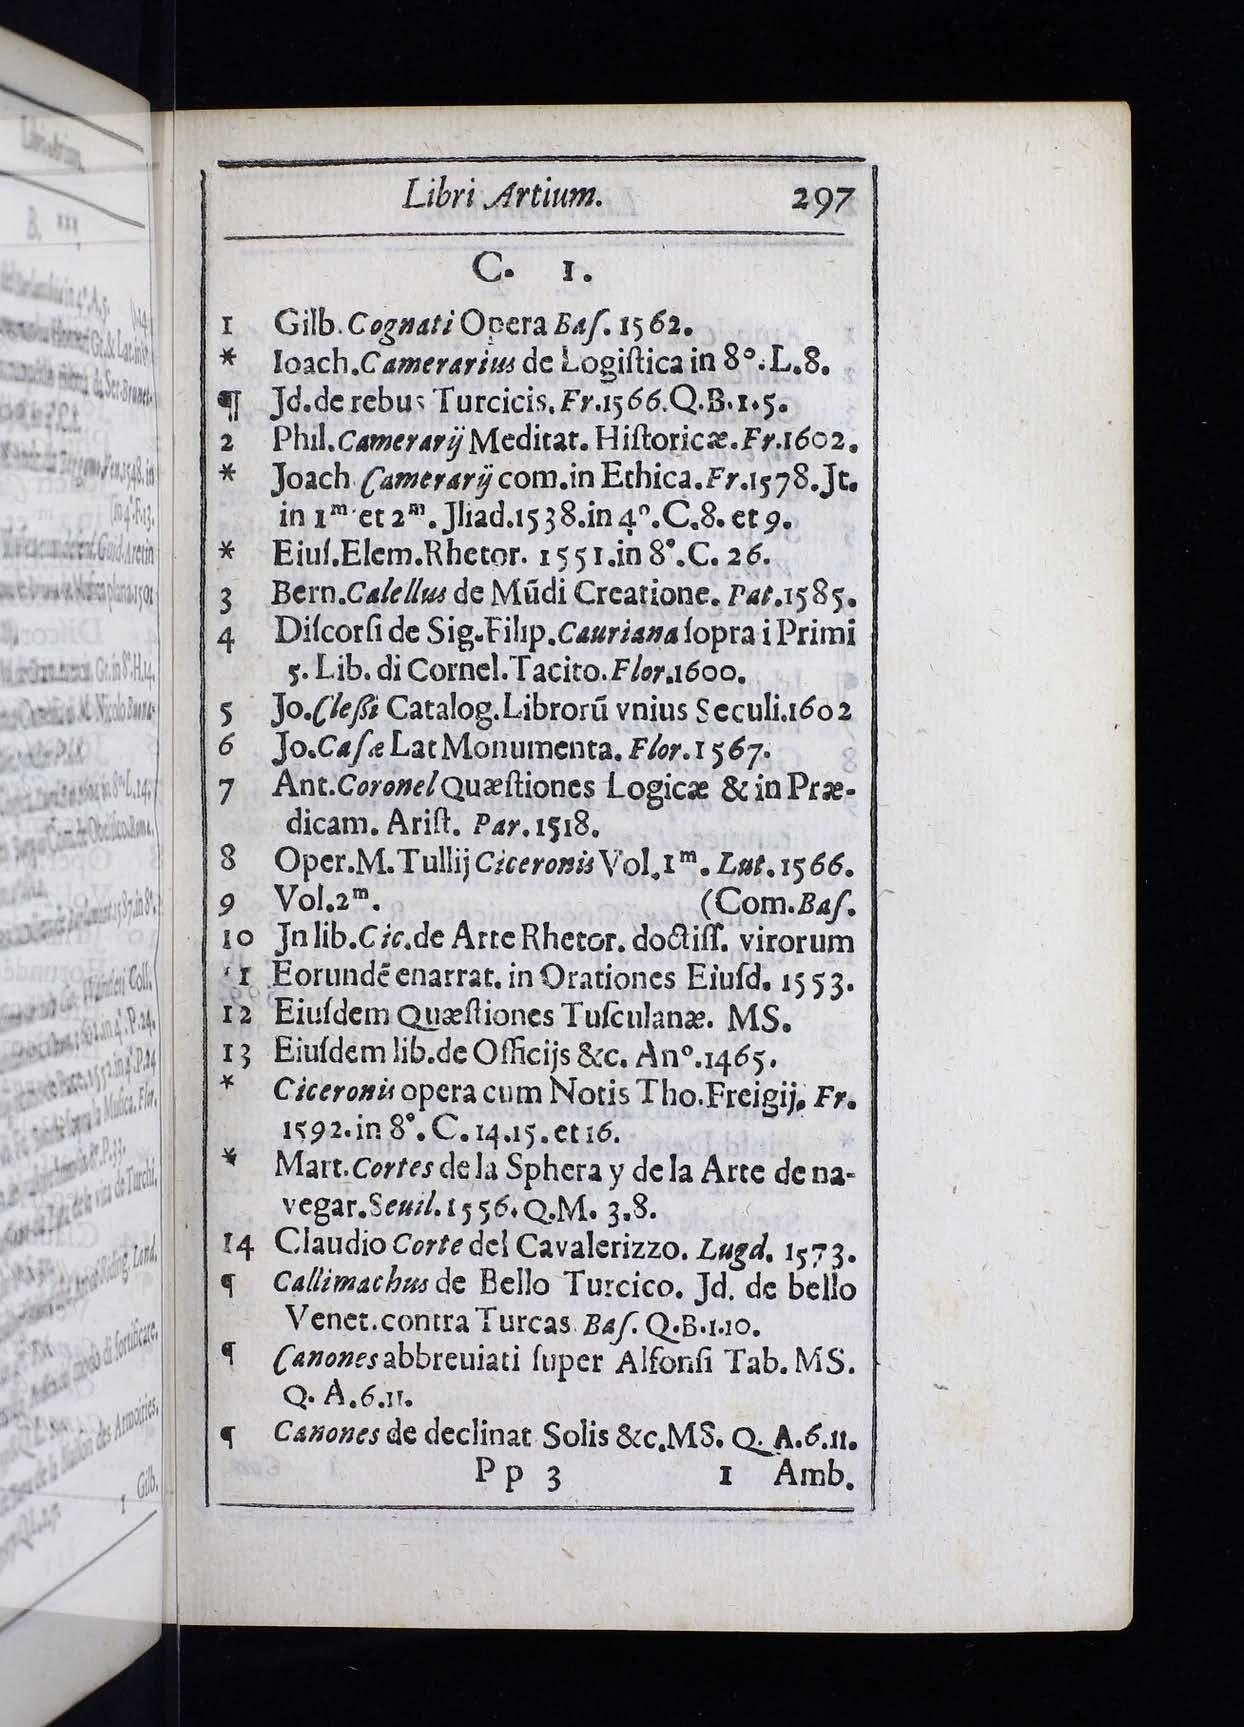 Libri Artium. 297
C. 1.
1 Gilb. Cognati Opera Baſ. 1562.
* Ioach. Camerarius de Logiſtica in 8°. L.8.
¶ Jd. de rebus Turcicis. Fr. 1566. Q.B.1.5.
2 Phil. Camerarij Meditat. Hiſtoricæ. Fr. 1602.
* Joach Camerarij com. in Ethica. Fr. 1578. Jt.
in 1ᵐ et 2ᵐ. Jliad. 1538. in 4°. C.8. et 9.
* Eiuſ. Elem. Rhetor. 1551. in 8°. C. 26.
3 Bern. Calellus de Mũdi Creatione. Pat. 1585.
4 Diſcorſi de Sig. Filip. Cauriana ſopra i Primi
5. Lib. di Cornel. Tacito. Flor. 1600.
5 Jo. Cleſſi Catalog. Librorũ vnius Seculi. 1602
6 Jo. Caſæ Lat Monumenta. Flor. 1567.
7 Ant. Coronel Quæſtiones Logicæ & in Præ-
dicam. Ariſt. Par. 1518.
8 Oper. M. Tullij Ciceronis Vol. 1ᵐ. Lut. 1566.
9 Vol. 2ᵐ. (Com. Baſ.
10 Jn lib. Cic. de Arte Rhetor. doctiſſ. virorum
11 Eorundẽ enarrat. in Orationes Eiuſd. 1553.
12 Eiuſdem Quæſtiones Tuſculanæ. MS.
13 Eiuſdem lib. de Officijs &c. An°. 1465.
* Ciceronis opera cum Notis Tho. Freigij. Fr.
1592. in 8°. C. 14. 15. et 16.
* Mart. Cortes de la Sphera y de la Arte de na-
vegar. Seuil. 1556. Q.M. 3.8.
14 Claudio Corte del Cavalerizzo. Lugd. 1573.
¶ Callimachus de Bello Turcico. Jd. de bello
Venet. contra Turcas Baſ. Q.B.1.10.
¶ Canones abbreuiati ſuper Alfonſi Tab. MS.
Q. A.6.11.
¶ Canones de declinat Solis &c. MS. Q. A.6.11.
Pp 3 1 Amb.